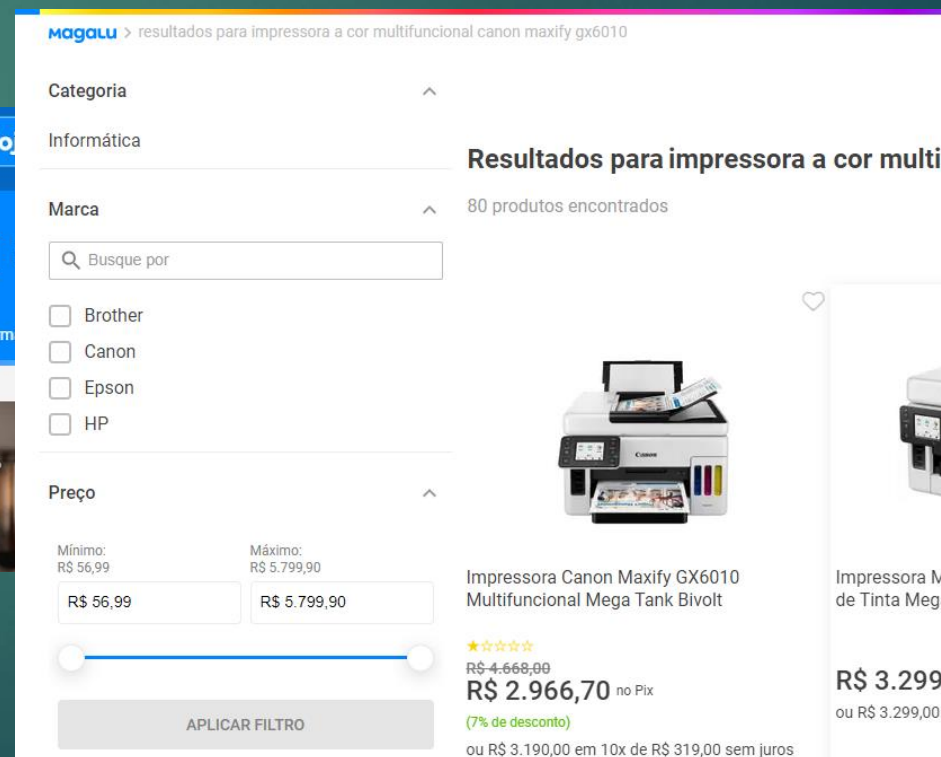 Magalu > resultados para impressora a cor multifuncional canon maxify gx6010
Categoria
Informática
Marca
Busque por
Brother
Canon
Epson
HP
Preço
Mínimo:
R$ 56,99
Máximo:
R$ 5.799,90
R$ 56,99
R$ 5.799,90
APLICAR FILTRO
Resultados para impressora a cor multi
80 produtos encontrados
Canon
Impressora Canon Maxify GX6010
Multifuncional Mega Tank Bivolt
R$ 4.668,00
R$ 2.966,70 no Pix
(7% de desconto)
ou R$ 3.190,00 em 10x de R$ 319,00 sem juros
Impressora M
de Tinta Meg
R$ 3.299
ou R$ 3.299,00